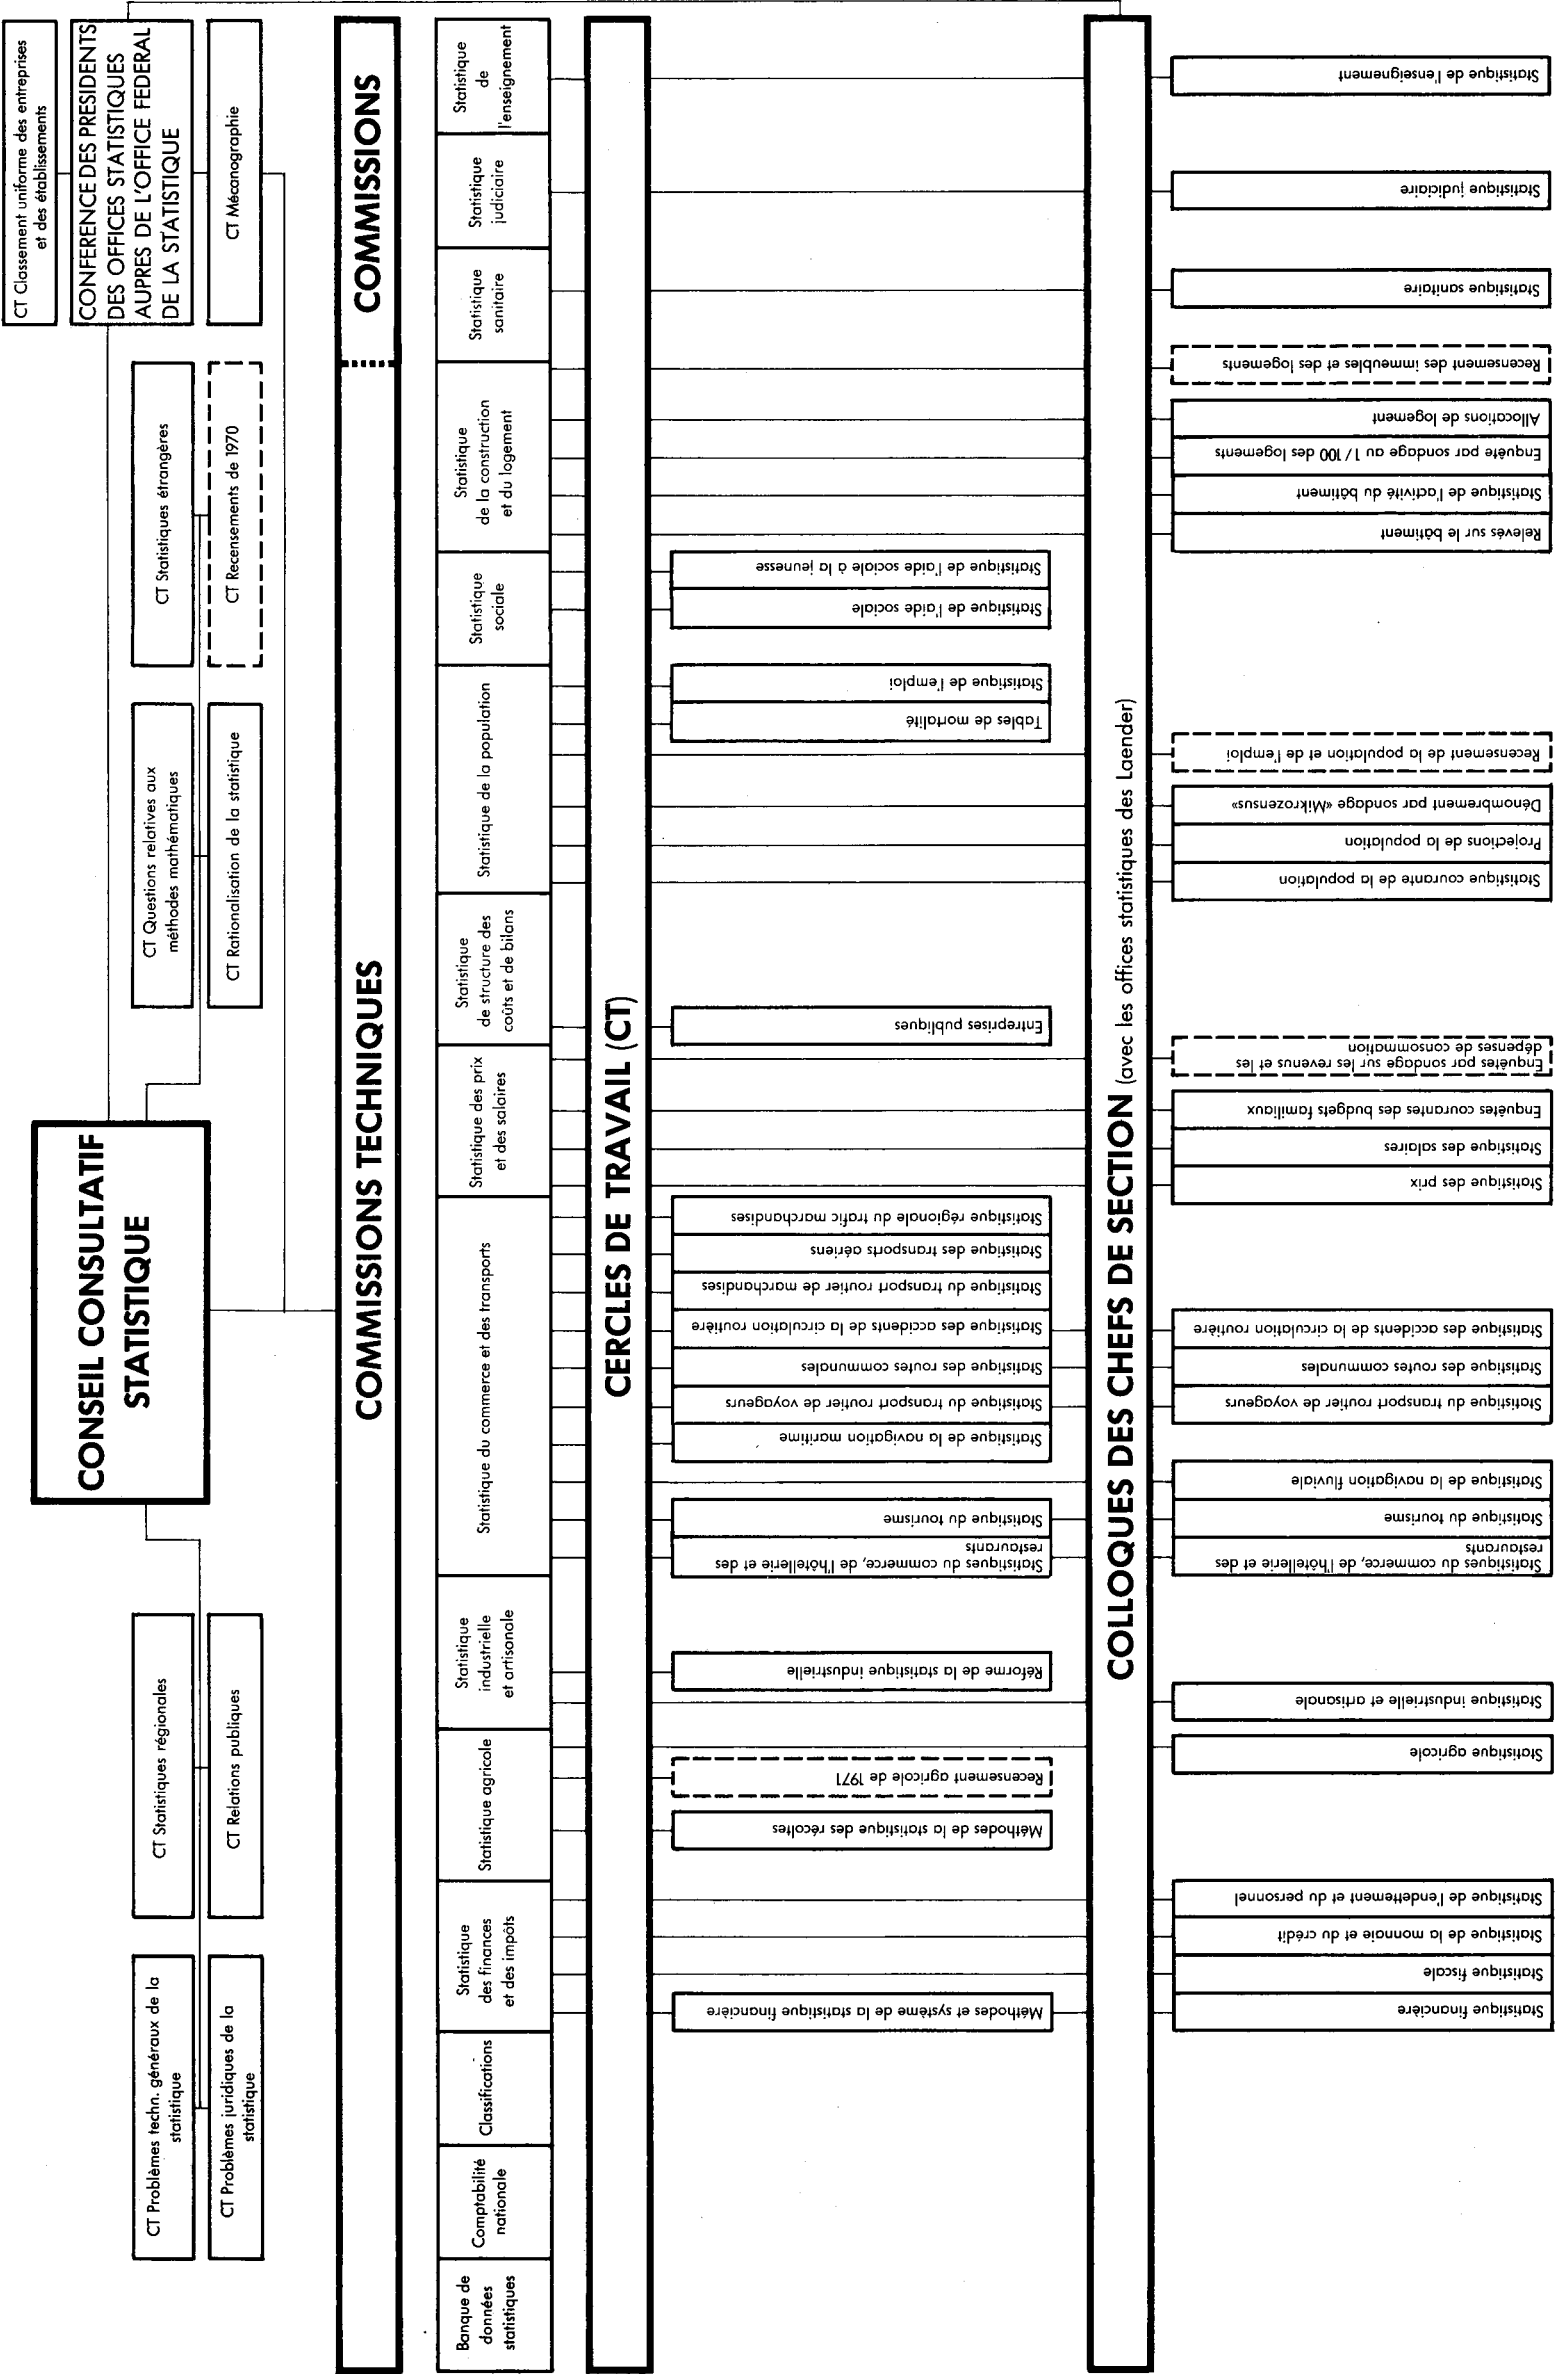 CONSEIL CONSULTATIF
STATISTIQUE
CT Problèmes techn. généraux de la
statistique
CT Problèmes juridiques de la
statistique
CT Statistiques régionales
CT Relations publiques
CT Questions relatives aux
méthodes mathématiques
CT Rationalisation de la statistique
CT Statistiques étrangères
CT Recensements de 1970
CT Classement uniforme des entreprises
et des établissements
CONFERENCE DES PRESIDENTS
DES OFFICES STATISTIQUES
AUPRES DE L'OFFICE FEDERAL
DE LA STATISTIQUE
CT Mécanographie
COMMISSIONS TECHNIQUES
COMMISSIONS
Banque de
données
statistiques
Comptabilité
nationale
Classifications
Statistique
des finances
et des impôts
Statistique agricole
Statistique
industrielle
et artisanale
Statistique du commerce et des transports
Statistique des prix
et des salaires
Statistique
de structure des
coûts et de bilans
Statistique de la population
Statistique
sociale
Statistique
de la construction
et du logement
Statistique
sanitaire
Statistique
judiciaire
Statistique
de
l'enseignement
CERCLES DE TRAVAIL (CT)
Méthodes et système de la statistique financière
Méthodes de la statistique des récoltes
Recensement agricole de 1971
Réforme de la statistique industrielle
Statistiques du commerce, de l'hôtellerie et des
restaurants
Statistique du tourisme
Statistique de la navigation maritime
Statistique du transport routier de voyageurs
Statistique des routes communales
Statistique des accidents de la circulation routière
Statistique du transport routier de marchandises
Statistique des transports aériens
Statistique régionale du trafic marchandises
Entreprises publiques
Tables de mortalité
Statistique de l'emploi
Statistique de l'aide sociale
Statistique de l'aide sociale à la jeunesse
COLLOQUES DES CHEFS DE SECTION (avec les offices statistiques des Laender)
Statistique financière
Statistique fiscale
Statistique de la monnaie et du crédit
Statistique de l'endettement et du personnel
Statistique agricole
Statistique industrielle et artisanale
Statistiques du commerce, de l'hôtellerie et des
restaurants
Statistique du tourisme
Statistique de la navigation fluviale
Statistique du transport routier de voyageurs
Statistique des routes communales
Statistique des accidents de la circulation routière
Statistique des prix
Statistique des salaires
Enquêtes courantes des budgets familiaux
Enquêtes par sondage sur les revenus et les
dépenses de consommation
Statistique courante de la population
Projections de la population
Dénombrement par sondage «Mikrozensus»
Recensement de la population et de l'emploi
Relevés sur le bâtiment
Statistique de l'activité du bâtiment
Enquête par sondage au 1/100 des logements
Allocations de logement
Recensement des immeubles et des logements
Statistique sanitaire
Statistique judiciaire
Statistique de l'enseignement